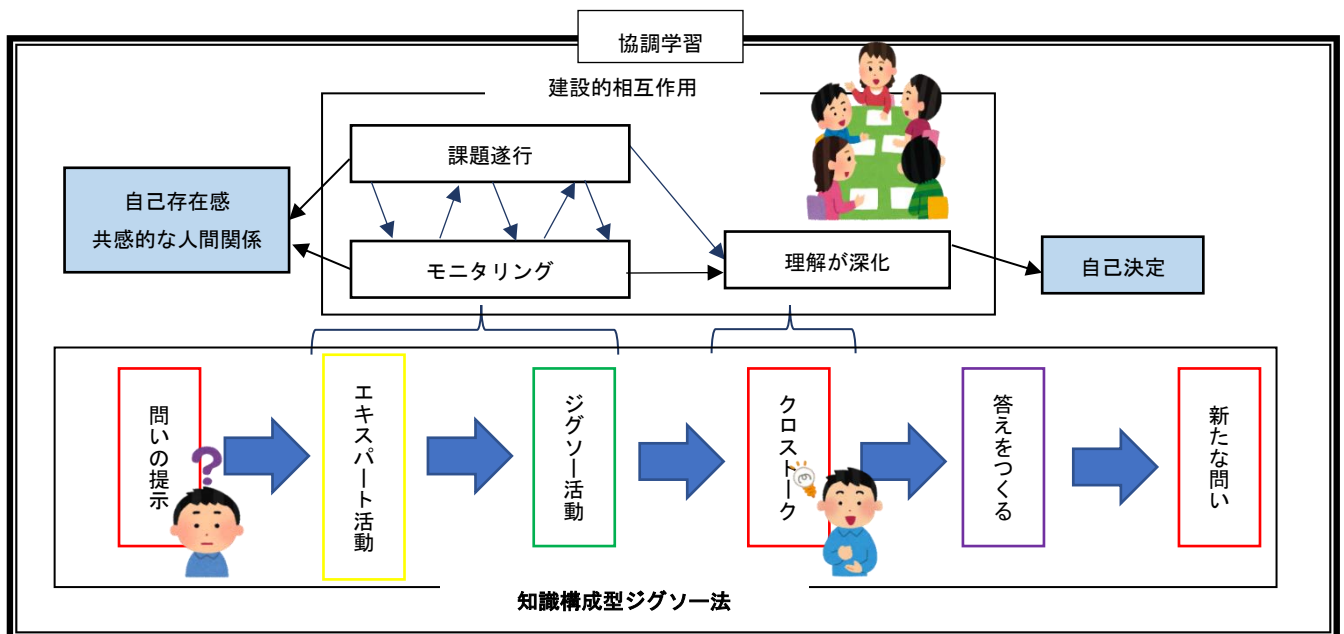 協調学習
建設的相互作用
課題遂行
自己存在感
共感的な人間関係
モニタリング
理解が深化
自己決定
問いの提示
エキスパート活動
ジグソー活動
クロストーク
答えをつくる
新たな問い
知識構成型ジグソー法